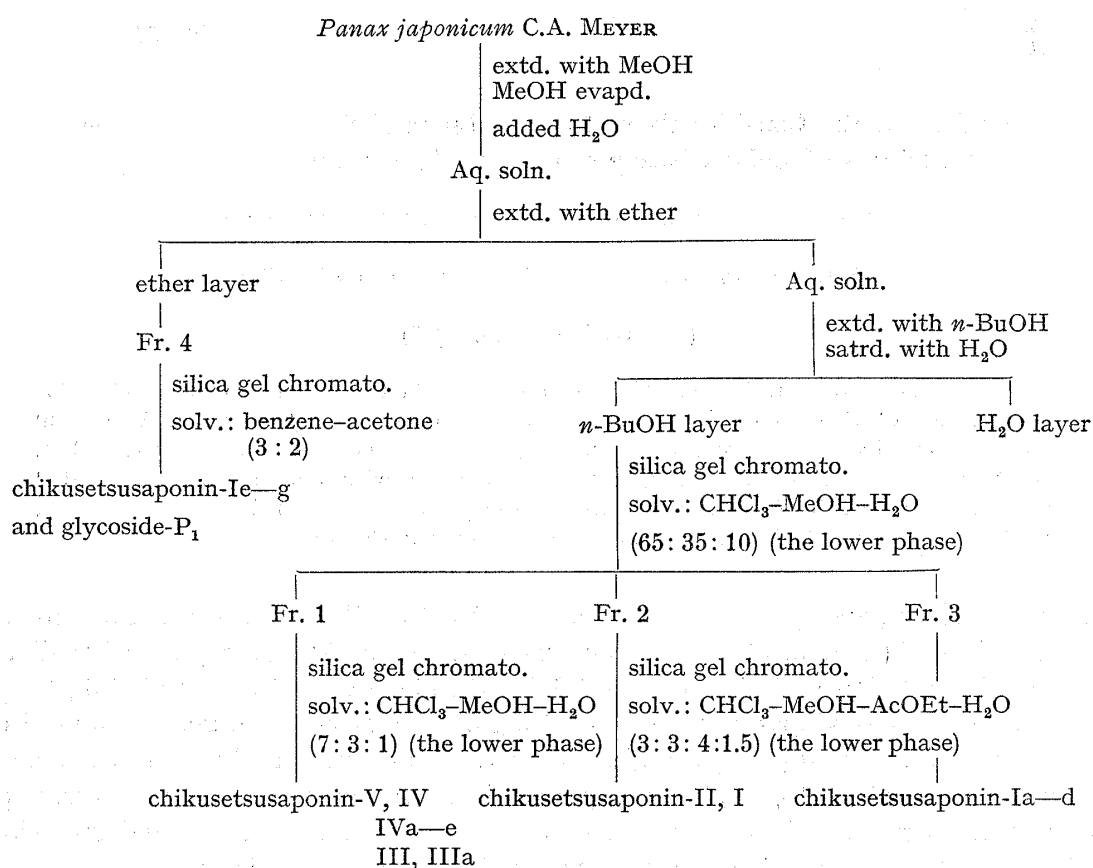 Panax japonicum C.A. MEYER
extd. with MeOH
MeOH evapd.
added H₂O
Aq. soln.
extd. with ether
ether layer
Aq. soln.
Fr. 4
extd. with n-BuOH
satrd. with H₂O
silica gel chromato.
solv.: benzene–acetone
(3 : 2)
n-BuOH layer
H₂O layer
chikusetsusaponin-Ie—g
and glycoside-P₁
silica gel chromato.
solv.: CHCl₃–MeOH–H₂O
(65: 35: 10) (the lower phase)
Fr. 1
Fr. 2
Fr. 3
silica gel chromato.
solv.: CHCl₃–MeOH–H₂O
(7: 3: 1) (the lower phase)
silica gel chromato.
solv.: CHCl₃–MeOH–AcOEt–H₂O
(3: 3: 4:1.5) (the lower phase)
chikusetsusaponin-V, IV
IVa—e
III, IIIa
chikusetsusaponin-II, I
chikusetsusaponin-Ia—d